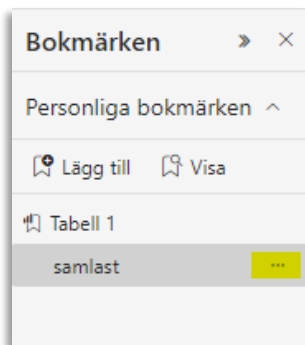 Bokmärken
Personliga bokmärken
Lägg till Visa
Tabell 1
samlast ...